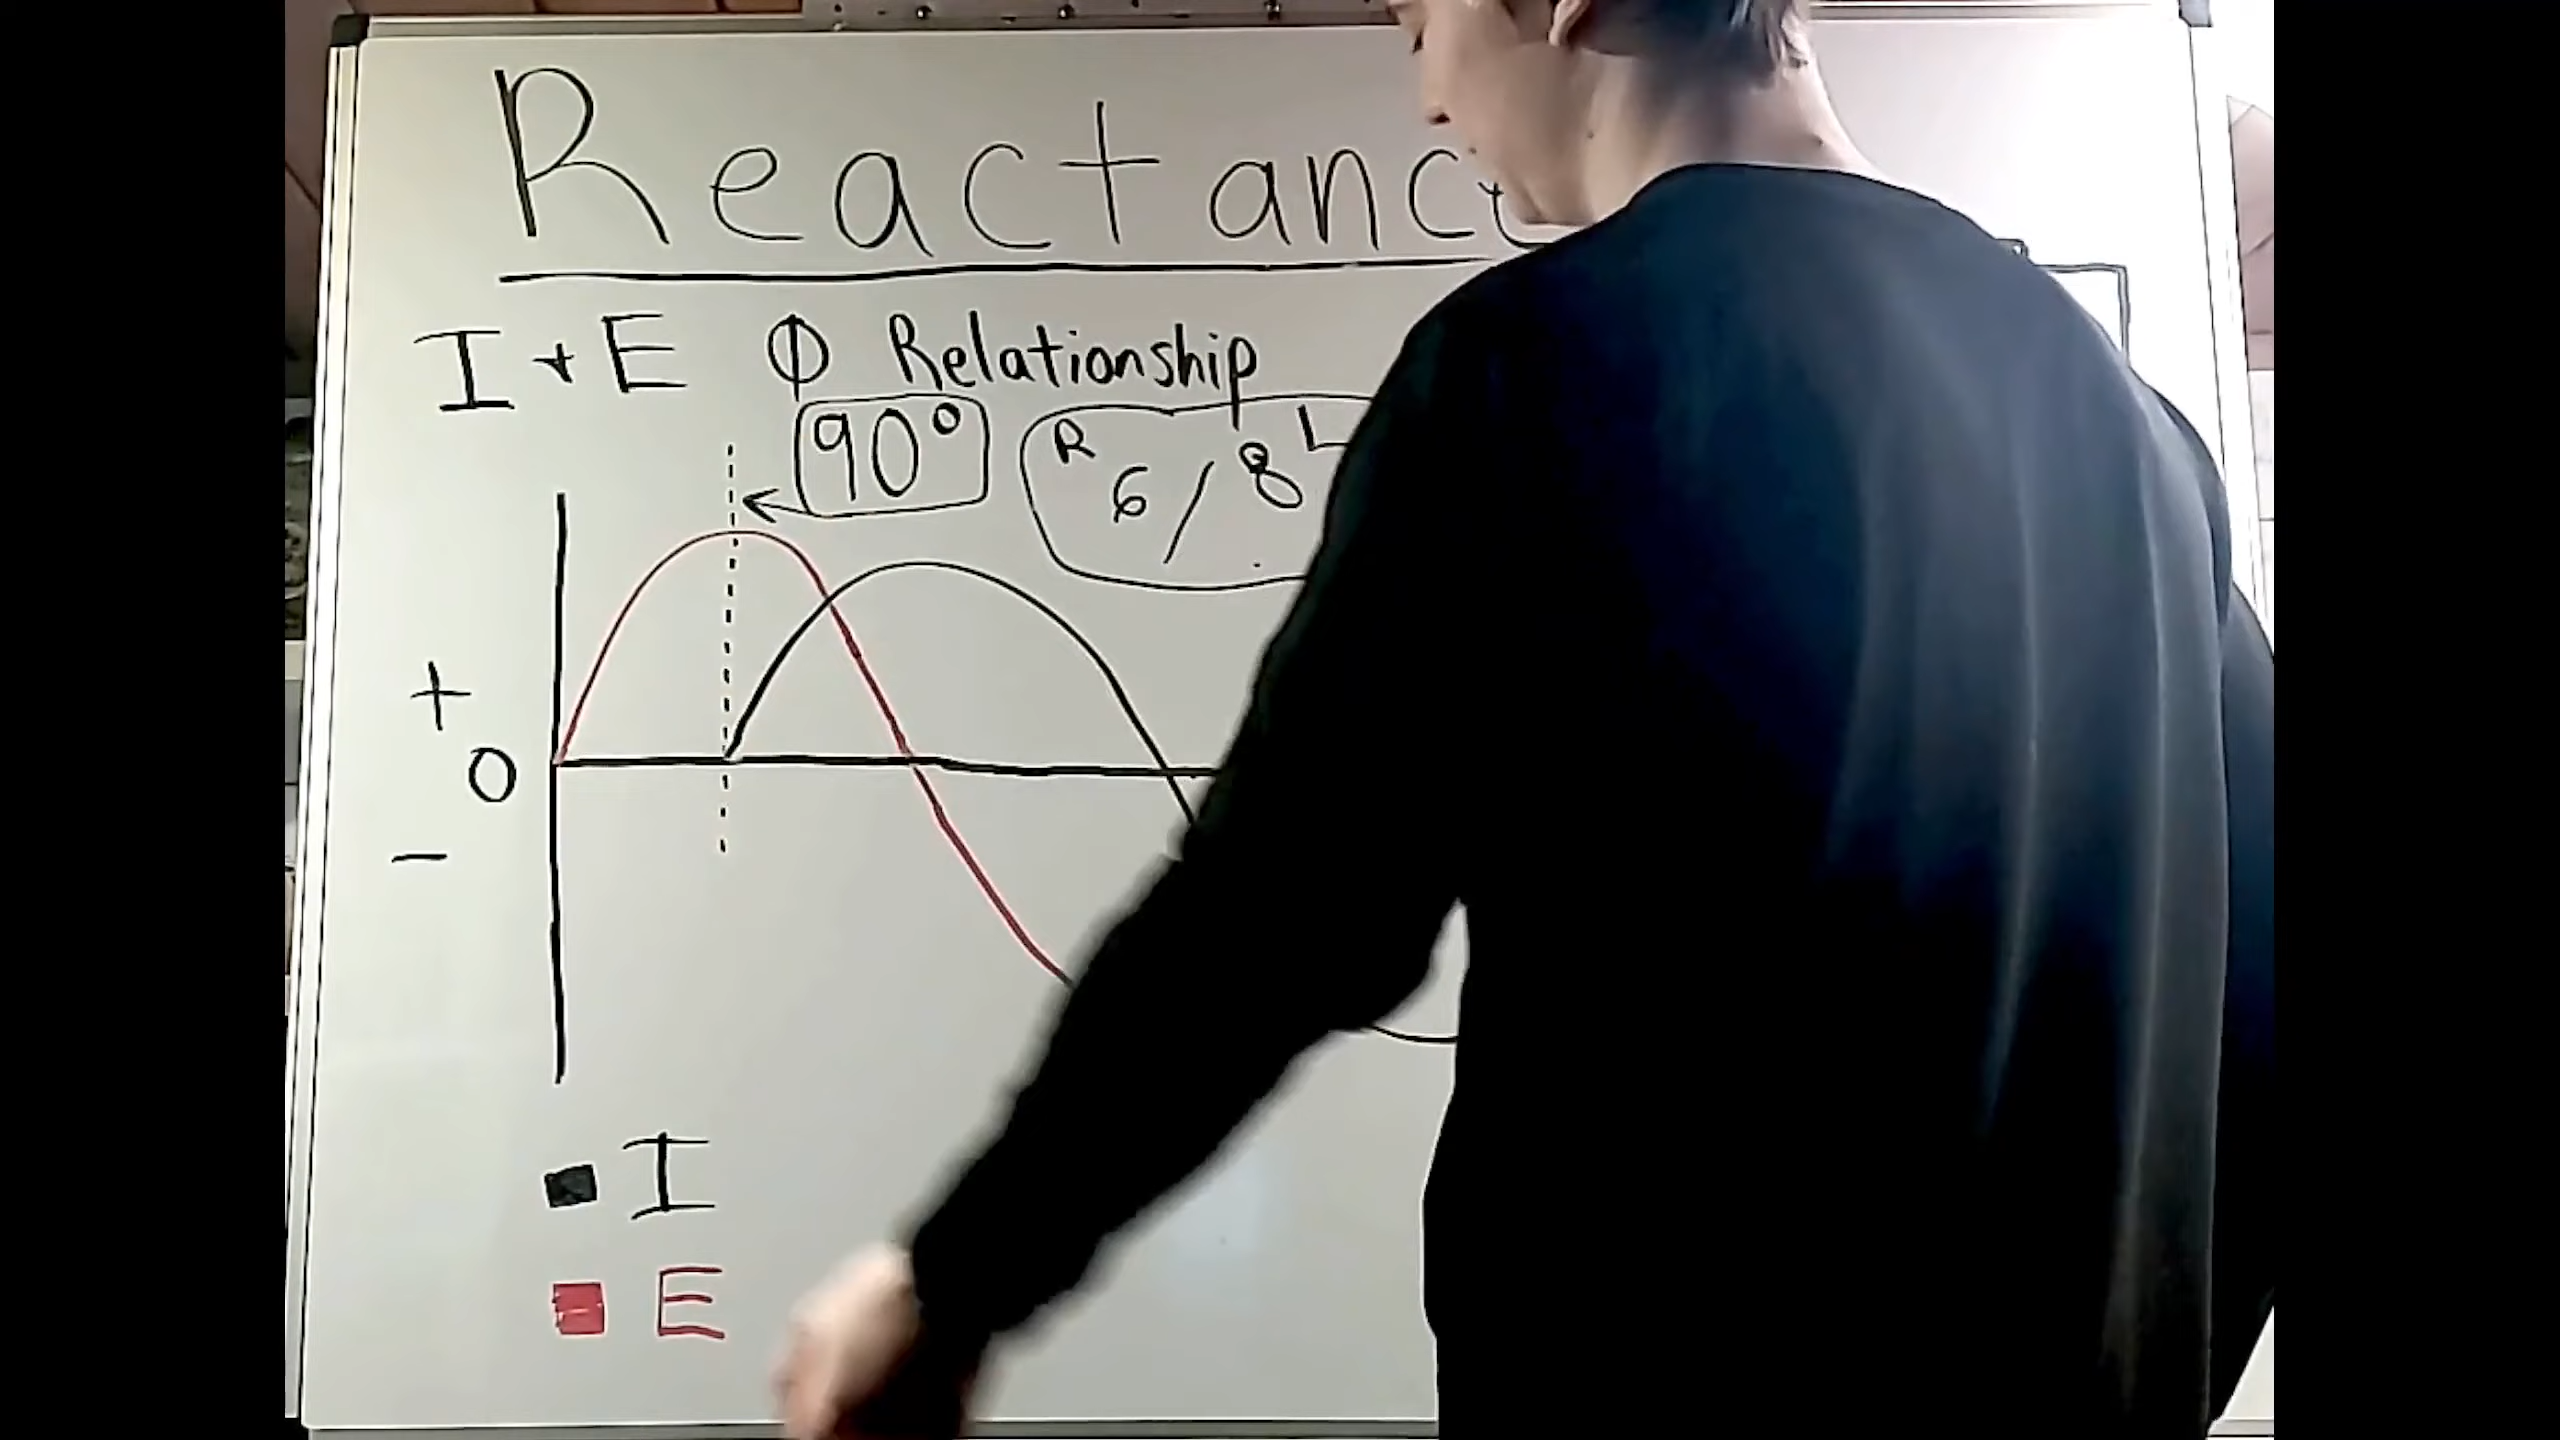 Reactance
I + E Φ Relationship
90°
R 6/8 L
+
0
-
I
E